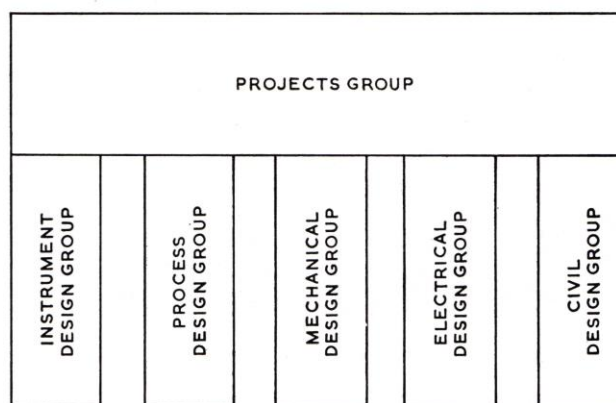 PROJECTS GROUP
INSTRUMENT
DESIGN GROUP
PROCESS
DESIGN GROUP
MECHANICAL
DESIGN GROUP
ELECTRICAL
DESIGN GROUP
CIVIL
DESIGN GROUP